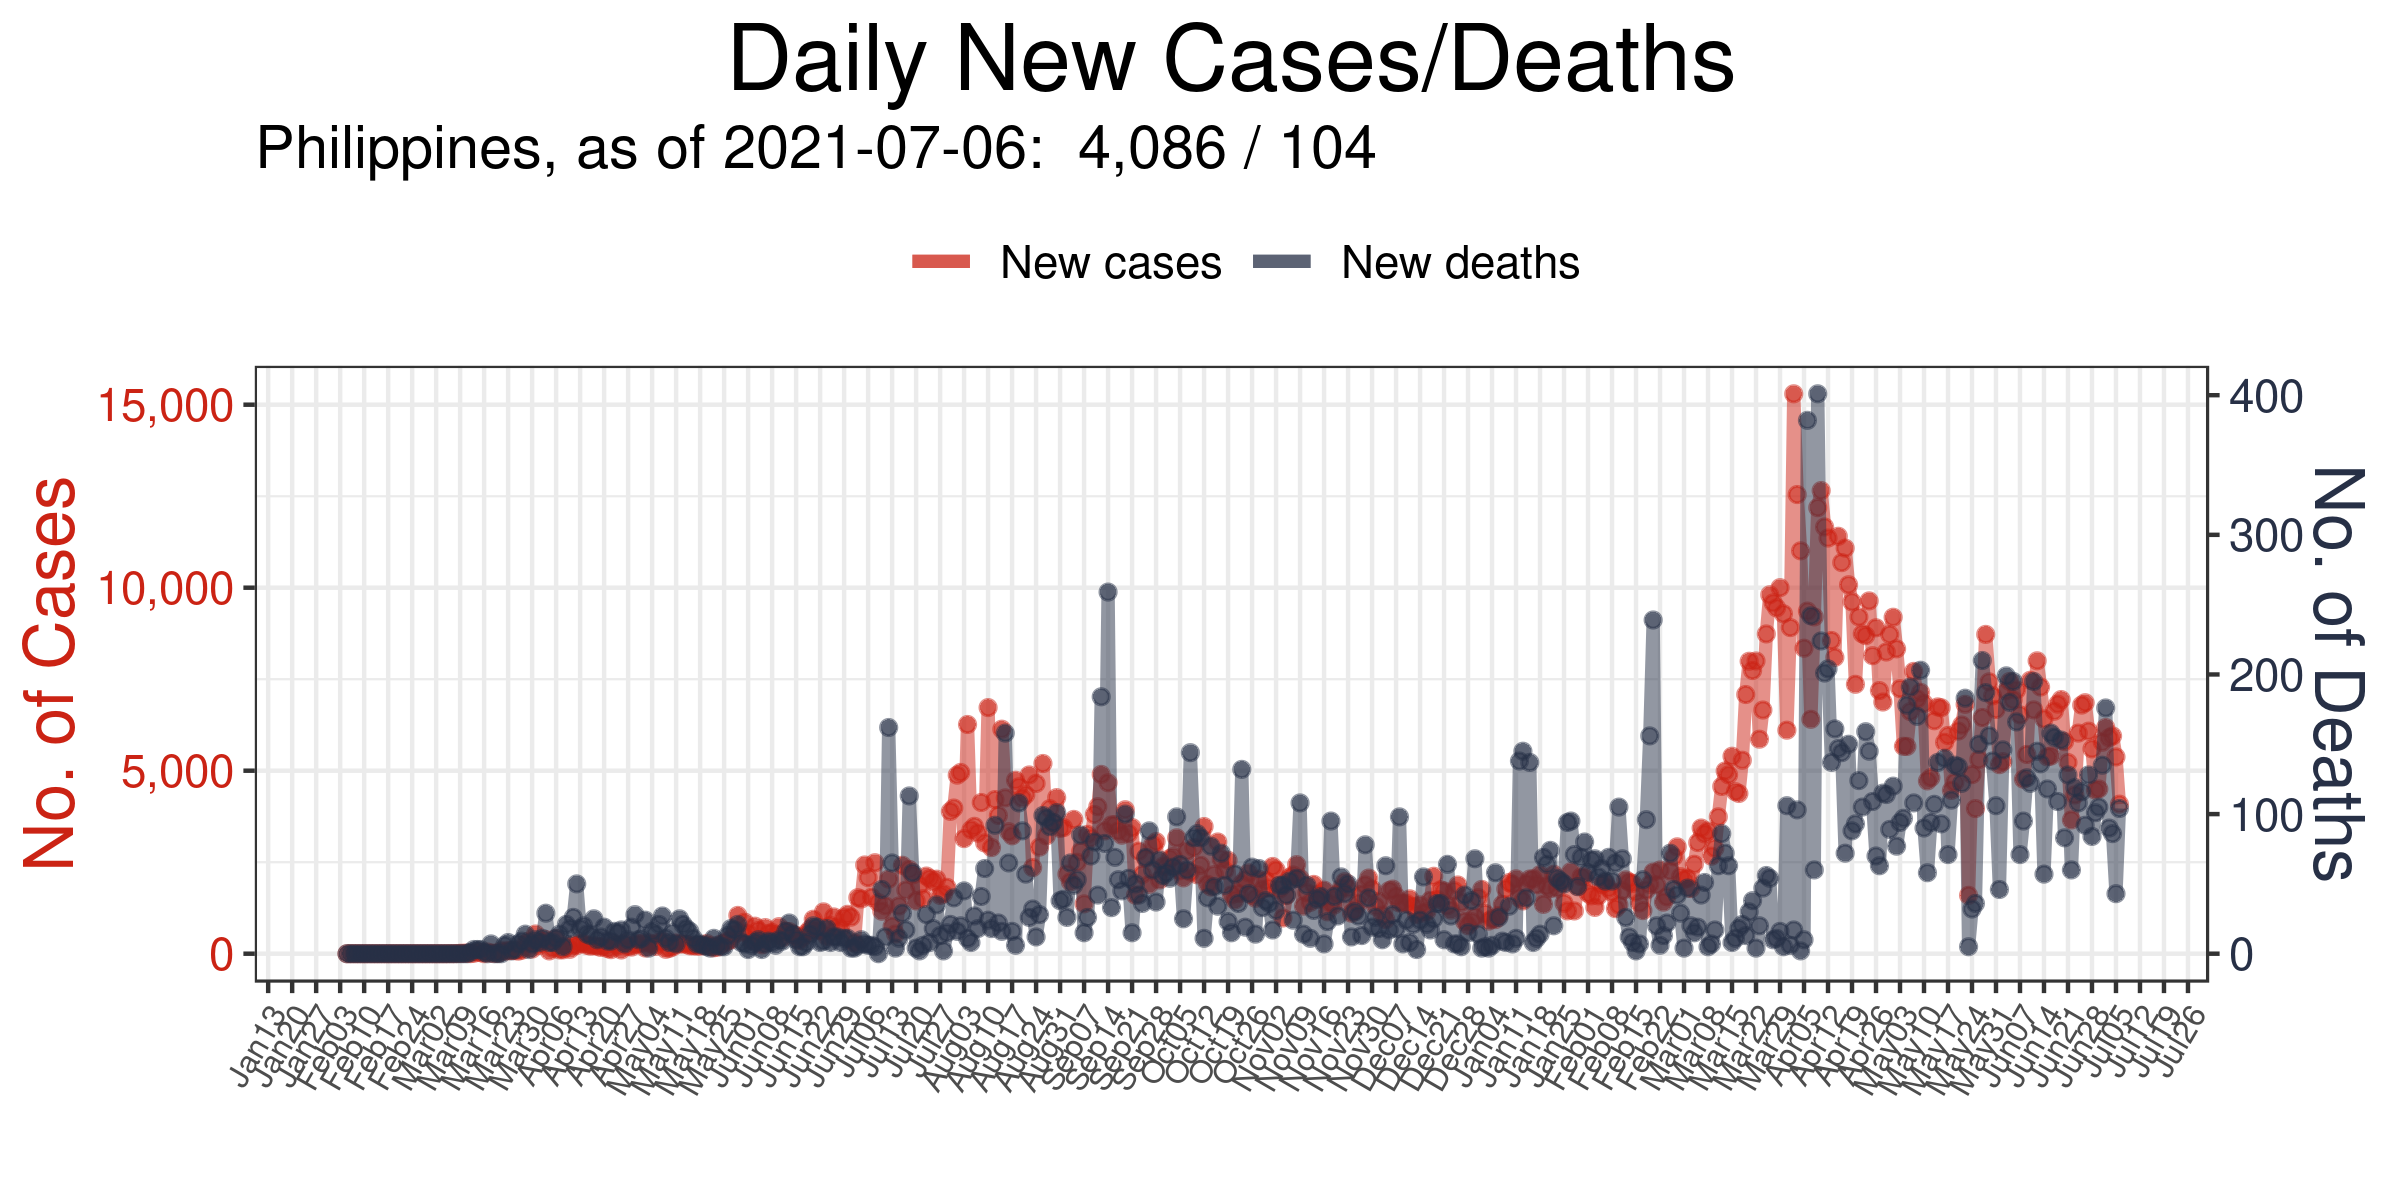 Daily New Cases/Deaths
Philippines, as of 2021-07-06:  4,086 / 104
New cases
New deaths
No. of Cases
15,000
10,000
5,000
0
400
300
200
100
0
No. of Deaths
Jan13
Jan20
Jan27
Feb03
Feb10
Feb17
Feb24
Mar02
Mar09
Mar16
Mar23
Mar30
Apr06
Apr13
Apr20
Apr27
May04
May11
May18
May25
Jun01
Jun08
Jun15
Jun22
Jun29
Jul06
Jul13
Jul20
Jul27
Aug03
Aug10
Aug17
Aug24
Aug31
Sep07
Sep14
Sep21
Sep28
Oct05
Oct12
Oct19
Oct26
Nov02
Nov09
Nov16
Nov23
Nov30
Dec07
Dec14
Dec21
Dec28
Jan04
Jan11
Jan18
Jan25
Feb01
Feb08
Feb15
Feb22
Mar01
Mar08
Mar15
Mar22
Mar29
Apr05
Apr12
Apr19
Apr26
May03
May10
May17
May24
May31
Jun07
Jun14
Jun21
Jun28
Jul05
Jul12
Jul19
Jul26